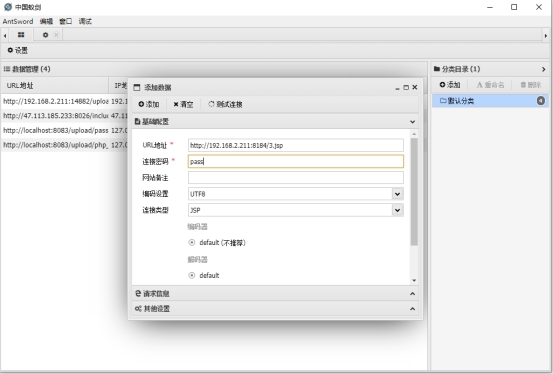 中国蚁剑
AntSword 编辑 窗口 调试
设置
数据管理 (4)
URL地址 IP地
http://192.168.2.211:14882/uploa 192.1
http://47.113.185.233:8026/inclu 47.11
http://localhost:8083/upload/pass 127.0
http://localhost:8083/upload/php_ 127.0
分类目录 (1)
添加 重命名 删除
默认分类 4
添加数据
添加 清空 测试连接
基础配置
URL地址 * http://192.168.2.211:8184/3.jsp
连接密码 * pass
网站备注
编码设置 UTF8
连接类型 JSP
编码器
default (不推荐)
解码器
default
请求信息
其他设置